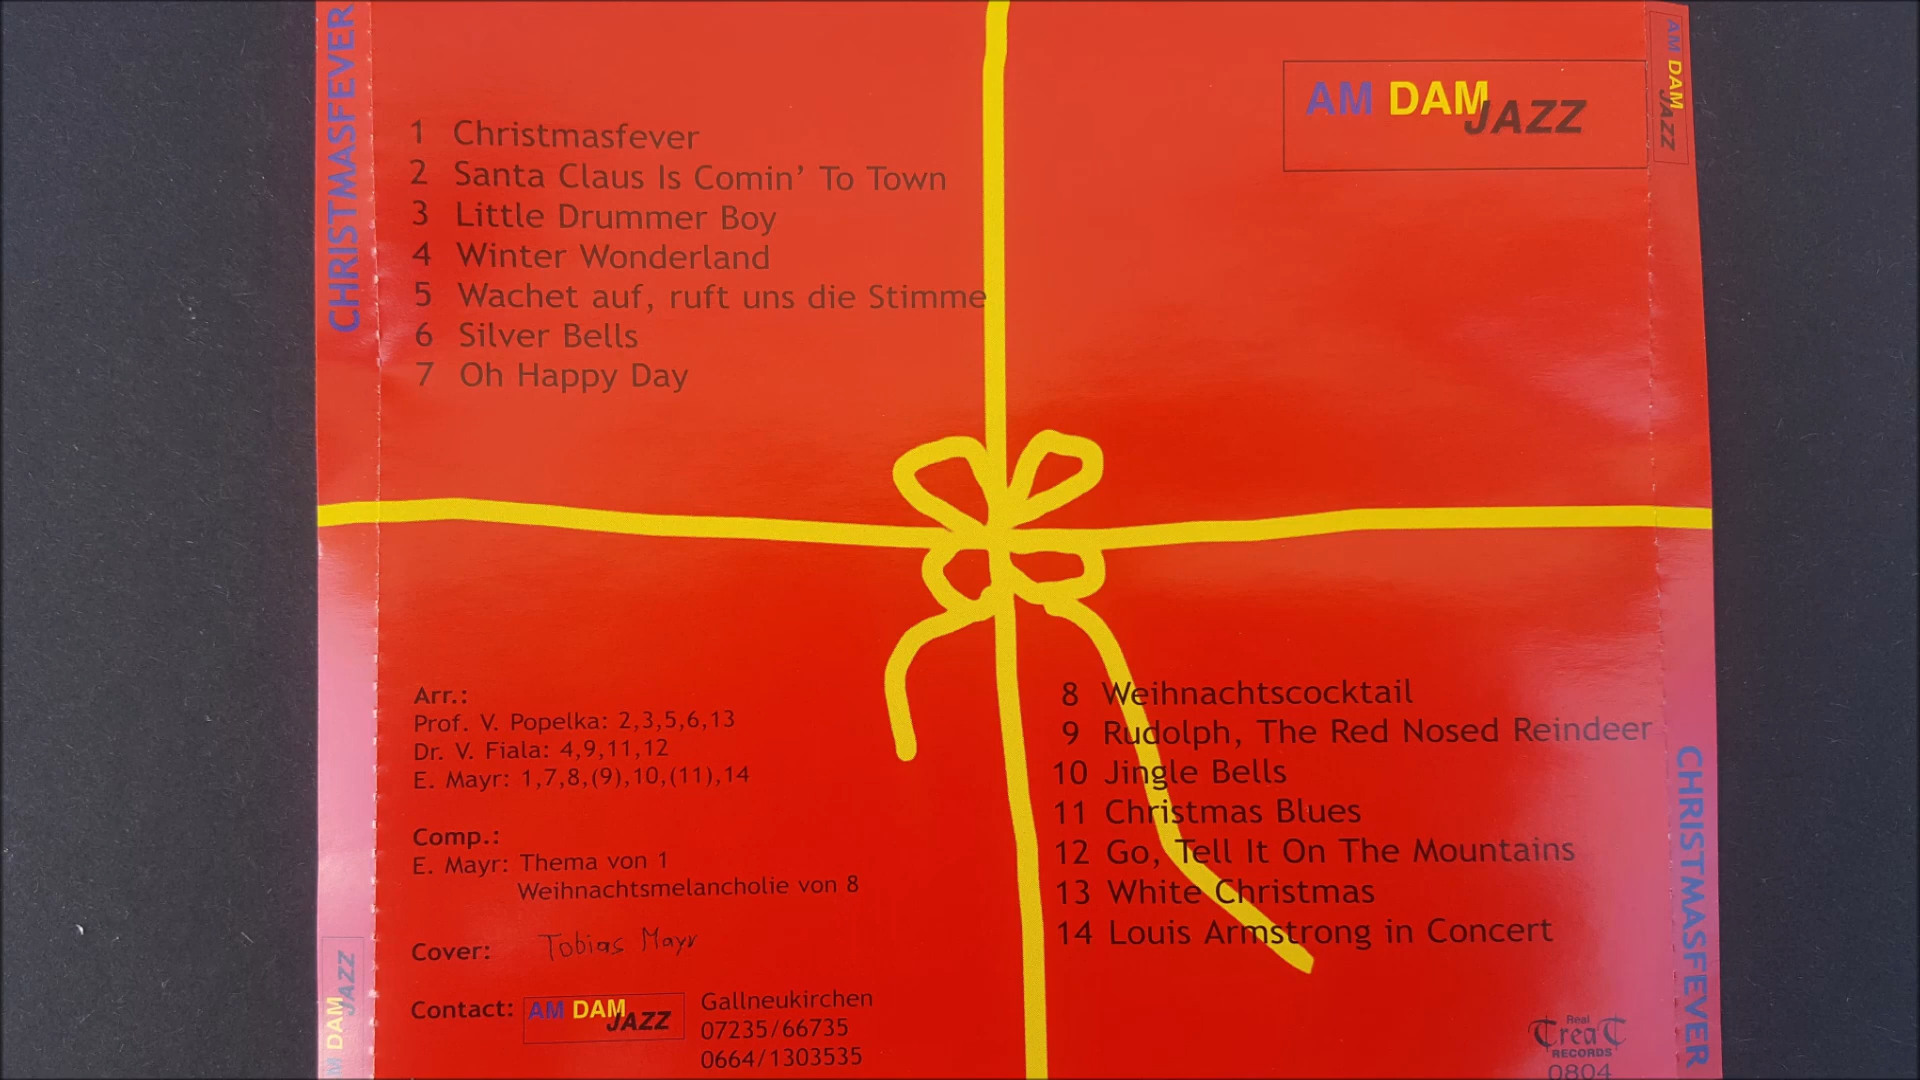 CHRISTMASFEVER
AM DAM JAZZ
AM DAM JAZZ
1 Christmasfever
2 Santa Claus Is Comin’ To Town
3 Little Drummer Boy
4 Winter Wonderland
5 Wachet auf, ruft uns die Stimme
6 Silver Bells
7 Oh Happy Day
8 Weihnachtscocktail
9 Rudolph, The Red Nosed Reindeer
10 Jingle Bells
11 Christmas Blues
12 Go, Tell It On The Mountains
13 White Christmas
14 Louis Armstrong in Concert
Arr.:
Prof. V. Popelka: 2,3,5,6,13
Dr. V. Fiala: 4,9,11,12
E. Mayr: 1,7,8,(9),10,(11),14
Comp.:
E. Mayr: Thema von 1
Weihnachtsmelancholie von 8
Cover: Tobias Mayr
Contact: AM DAM JAZZ
Gallneukirchen
07235/66735
0664/1303535
M DAM JAZZ
CHRISTMASFEVER
Real
TreaT
RECORDS
0804